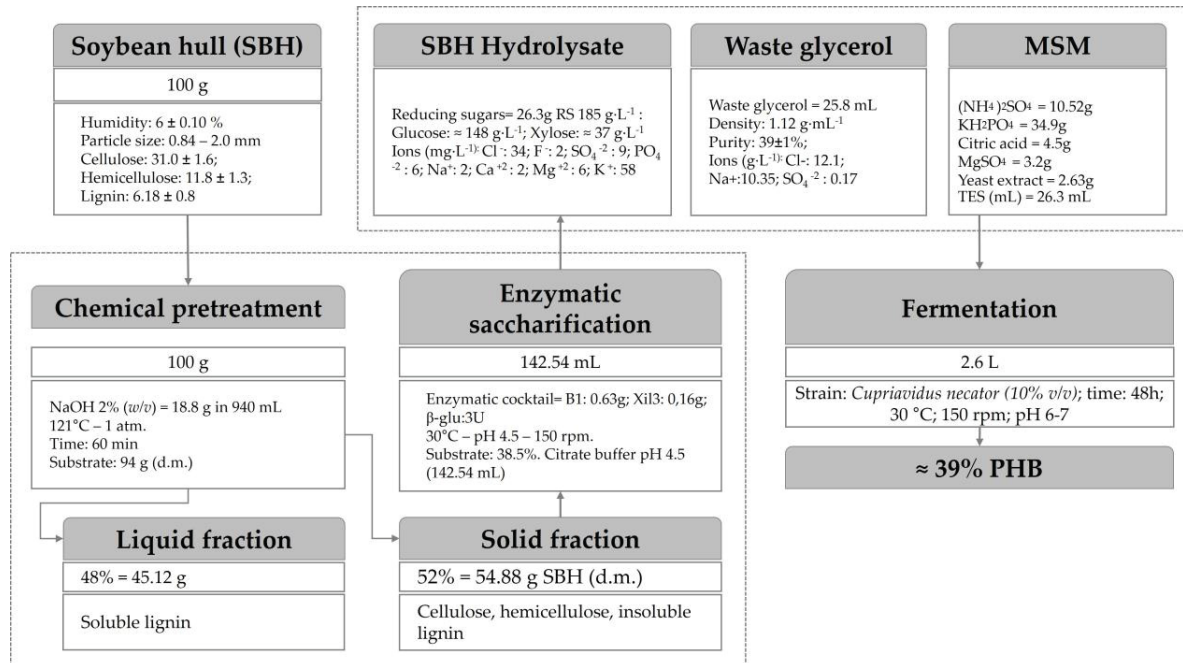 Soybean hull (SBH)
100 g
Humidity: 6 ± 0.10 %
Particle size: 0.84 – 2.0 mm
Cellulose: 31.0 ± 1.6;
Hemicellulose: 11.8 ± 1.3;
Lignin: 6.18 ± 0.8
SBH Hydrolysate
Reducing sugars= 26.3g RS 185 g·L⁻¹ :
Glucose: ≈ 148 g·L⁻¹; Xylose: ≈ 37 g·L⁻¹
Ions (mg·L⁻¹): Cl⁻: 34; F⁻: 2; SO₄⁻² : 9; PO₄
⁻² : 6; Na⁺: 2; Ca⁺² : 2; Mg⁺² : 6; K⁺: 58
Waste glycerol
Waste glycerol = 25.8 mL
Density: 1.12 g·mL⁻¹
Purity: 39±1%;
Ions (g·L⁻¹): Cl-: 12.1;
Na+:10.35; SO₄⁻² : 0.17
MSM
(NH₄)²SO₄ = 10.52g
KH²PO₄ = 34.9g
Citric acid = 4.5g
MgSO₄ = 3.2g
Yeast extract = 2.63g
TES (mL) = 26.3 mL
Chemical pretreatment
100 g
NaOH 2% (w/v) = 18.8 g in 940 mL
121°C – 1 atm.
Time: 60 min
Substrate: 94 g (d.m.)
Enzymatic
saccharification
142.54 mL
Enzymatic cocktail= B1: 0.63g; Xil3: 0,16g;
β-glu:3U
30°C – pH 4.5 – 150 rpm.
Substrate: 38.5%. Citrate buffer pH 4.5
(142.54 mL)
Fermentation
2.6 L
Strain: Cupriavidus necator (10% v/v); time: 48h;
30 °C; 150 rpm; pH 6-7
≈ 39% PHB
Liquid fraction
48% = 45.12 g
Soluble lignin
Solid fraction
52% = 54.88 g SBH (d.m.)
Cellulose, hemicellulose, insoluble
lignin